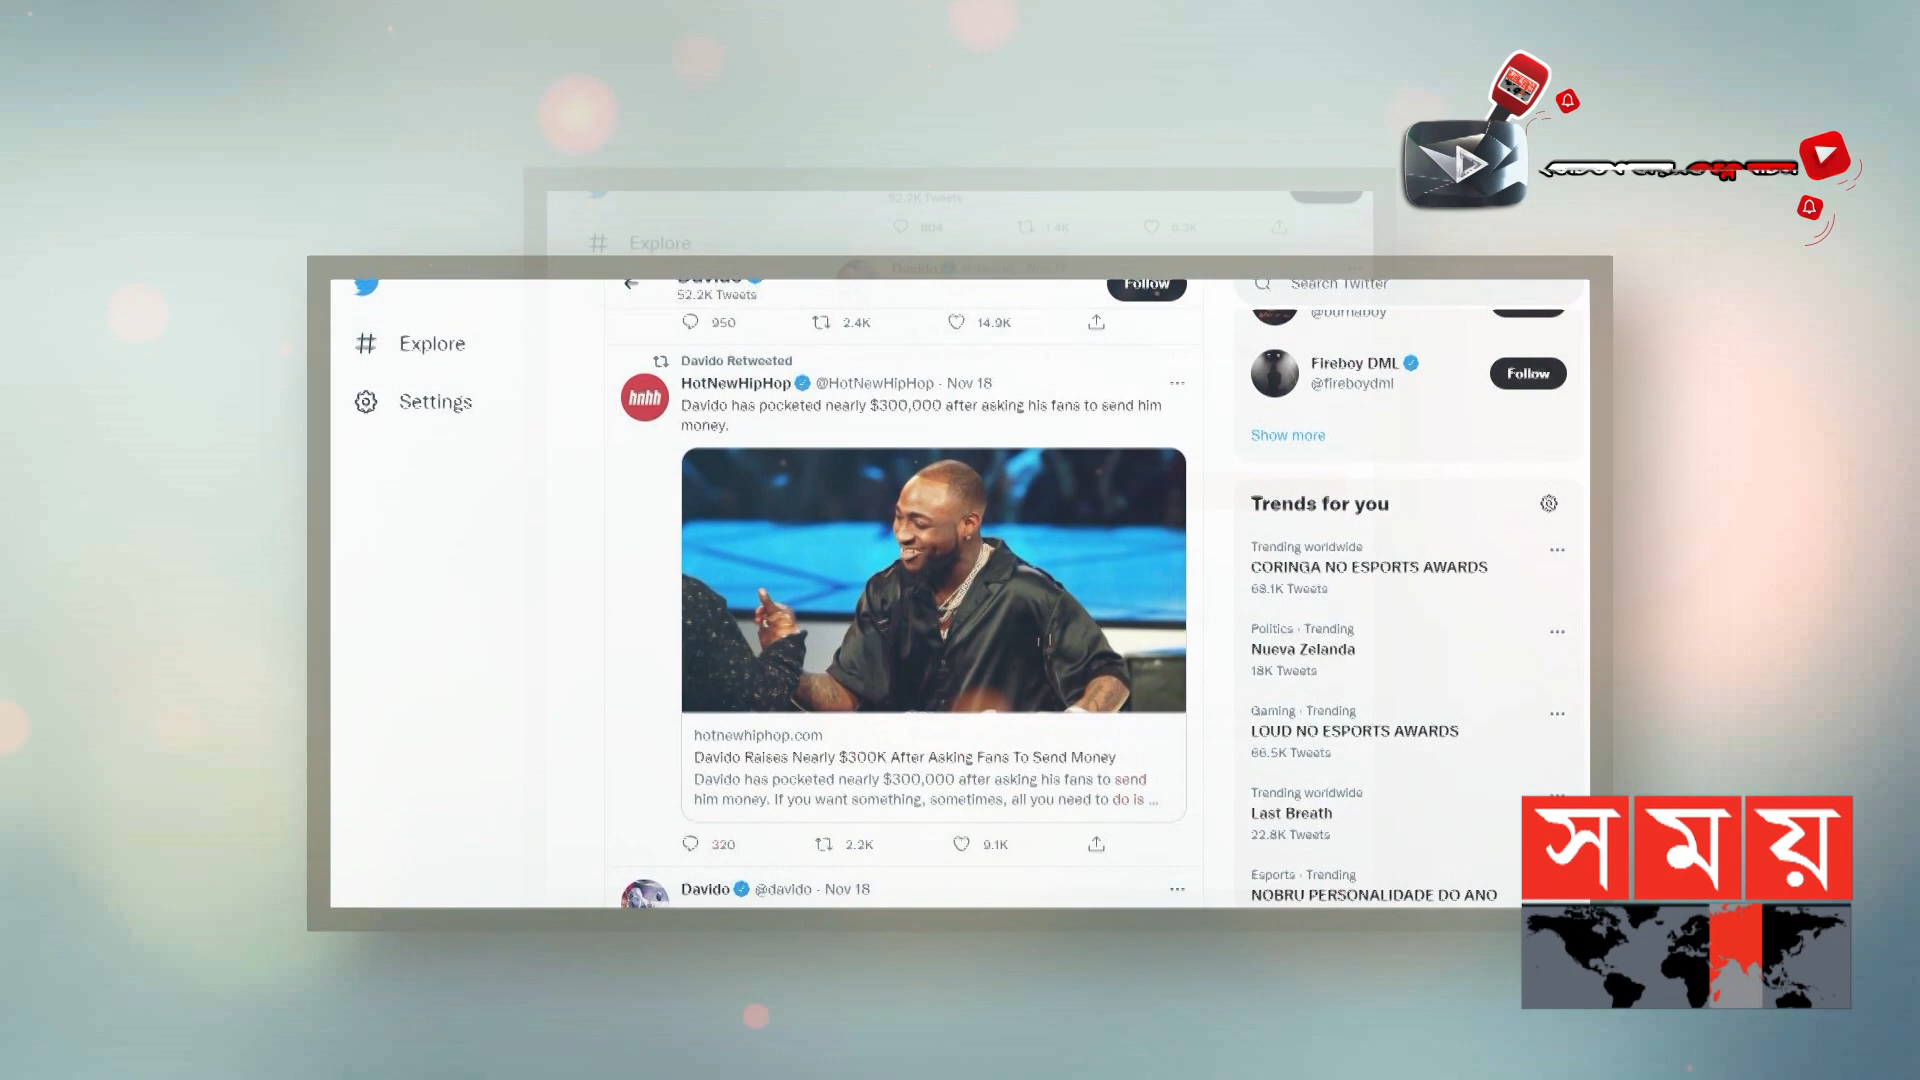 52.2K Tweets
804 1.4K 6.3K
Explore
Davido
52.2K Tweets
Follow
Search Twitter
950 2.4K 14.9K
@burnaboy
Explore
Settings
Davido Retweeted
HotNewHipHop @HotNewHipHop · Nov 18
hnhh
Davido has pocketed nearly $300,000 after asking his fans to send him
money.
Fireboy DML
@fireboydml
Follow
Show more
hotnewhiphop.com
Davido Raises Nearly $300K After Asking Fans To Send Money
Davido has pocketed nearly $300,000 after asking his fans to send
him money. If you want something, sometimes, all you need to do is ...
320 2.2K 9.1K
Davido @davido · Nov 18
Trends for you
Trending worldwide
CORINGA NO ESPORTS AWARDS
68.1K Tweets
Politics · Trending
Nueva Zelanda
18K Tweets
Gaming · Trending
LOUD NO ESPORTS AWARDS
66.5K Tweets
Trending worldwide
Last Breath
22.8K Tweets
Esports · Trending
NOBRU PERSONALIDADE DO ANO
সময়